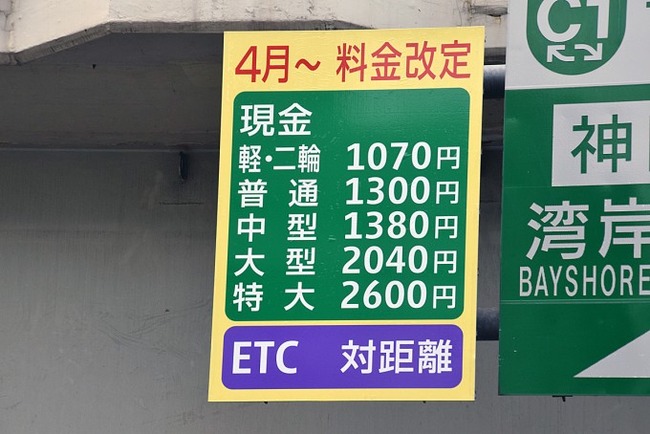 4月～ 料金改定
現金
軽・二輪 1070円
普通 1300円
中型 1380円
大型 2040円
特大 2600円
ETC 対距離
C1
神
湾岸
BAYSHORE